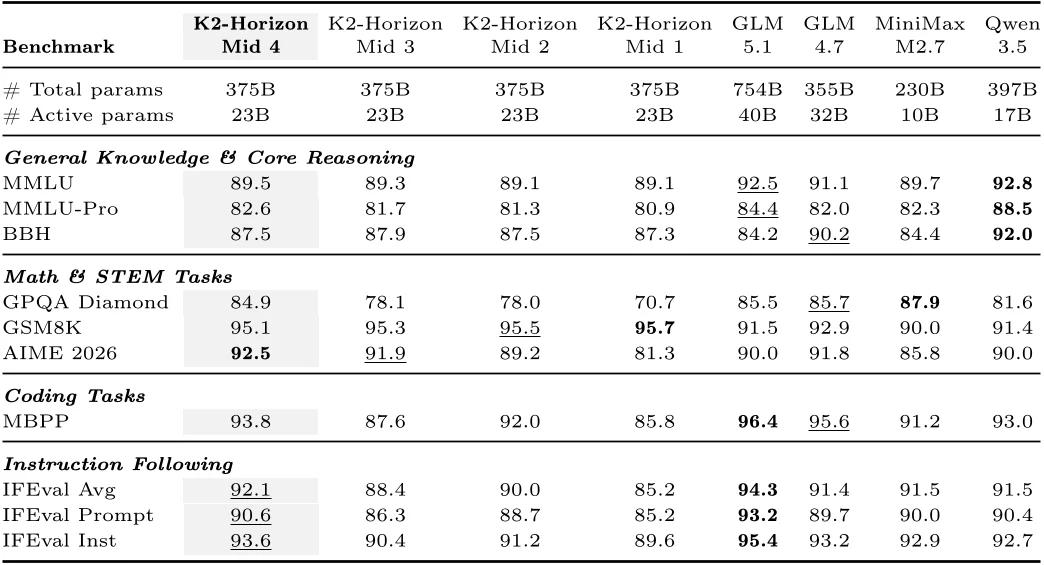 K2-Horizon K2-Horizon K2-Horizon K2-Horizon GLM GLM MiniMax Qwen
Benchmark Mid 4 Mid 3 Mid 2 Mid 1 5.1 4.7 M2.7 3.5
# Total params 375B 375B 375B 375B 754B 355B 230B 397B
# Active params 23B 23B 23B 23B 40B 32B 10B 17B
General Knowledge & Core Reasoning
MMLU 89.5 89.3 89.1 89.1 92.5 91.1 89.7 92.8
MMLU-Pro 82.6 81.7 81.3 80.9 84.4 82.0 82.3 88.5
BBH 87.5 87.9 87.5 87.3 84.2 90.2 84.4 92.0
Math & STEM Tasks
GPQA Diamond 84.9 78.1 78.0 70.7 85.5 85.7 87.9 81.6
GSM8K 95.1 95.3 95.5 95.7 91.5 92.9 90.0 91.4
AIME 2026 92.5 91.9 89.2 81.3 90.0 91.8 85.8 90.0
Coding Tasks
MBPP 93.8 87.6 92.0 85.8 96.4 95.6 91.2 93.0
Instruction Following
IFEval Avg 92.1 88.4 90.0 85.2 94.3 91.4 91.5 91.5
IFEval Prompt 90.6 86.3 88.7 85.2 93.2 89.7 90.0 90.4
IFEval Inst 93.6 90.4 91.2 89.6 95.4 93.2 92.9 92.7